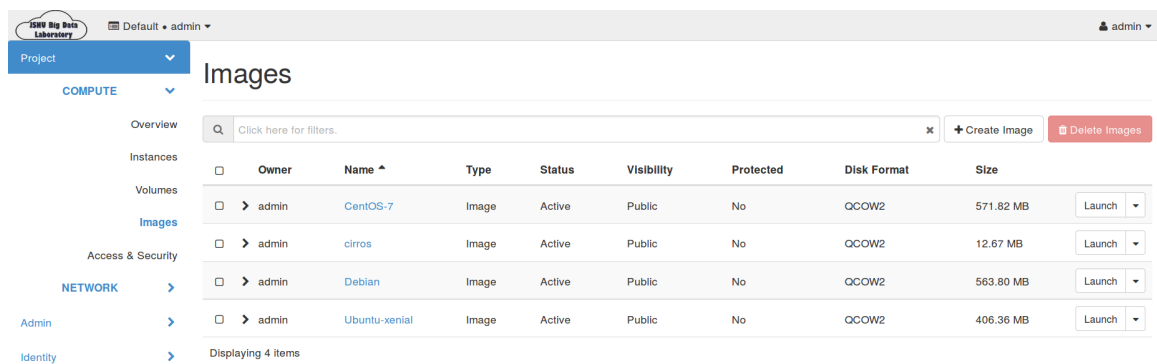 JSNU Big Data
Laboratory
Default • admin
admin
Project
COMPUTE
Overview
Instances
Volumes
Images
Access & Security
NETWORK
Admin
Identity
Images
Click here for filters.
Create Image
Delete Images
Owner Name Type Status Visibility Protected Disk Format Size
admin CentOS-7 Image Active Public No QCOW2 571.82 MB Launch
admin cirros Image Active Public No QCOW2 12.67 MB Launch
admin Debian Image Active Public No QCOW2 563.80 MB Launch
admin Ubuntu-xenial Image Active Public No QCOW2 406.36 MB Launch
Displaying 4 items